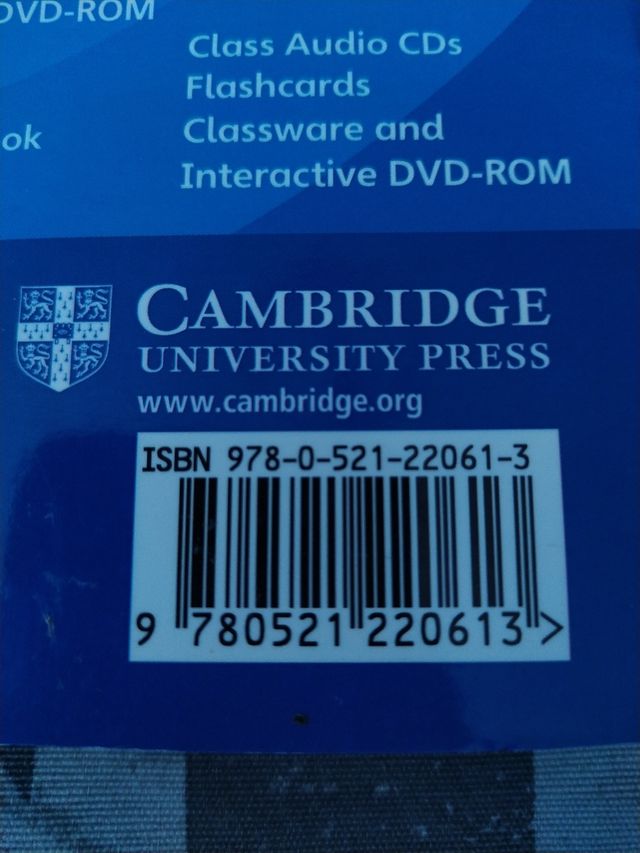 DVD-ROM
ok
Class Audio CDs
Flashcards
Classware and
Interactive DVD-ROM
CAMBRIDGE
UNIVERSITY PRESS
www.cambridge.org
ISBN 978-0-521-22061-3
9 780521 220613 >